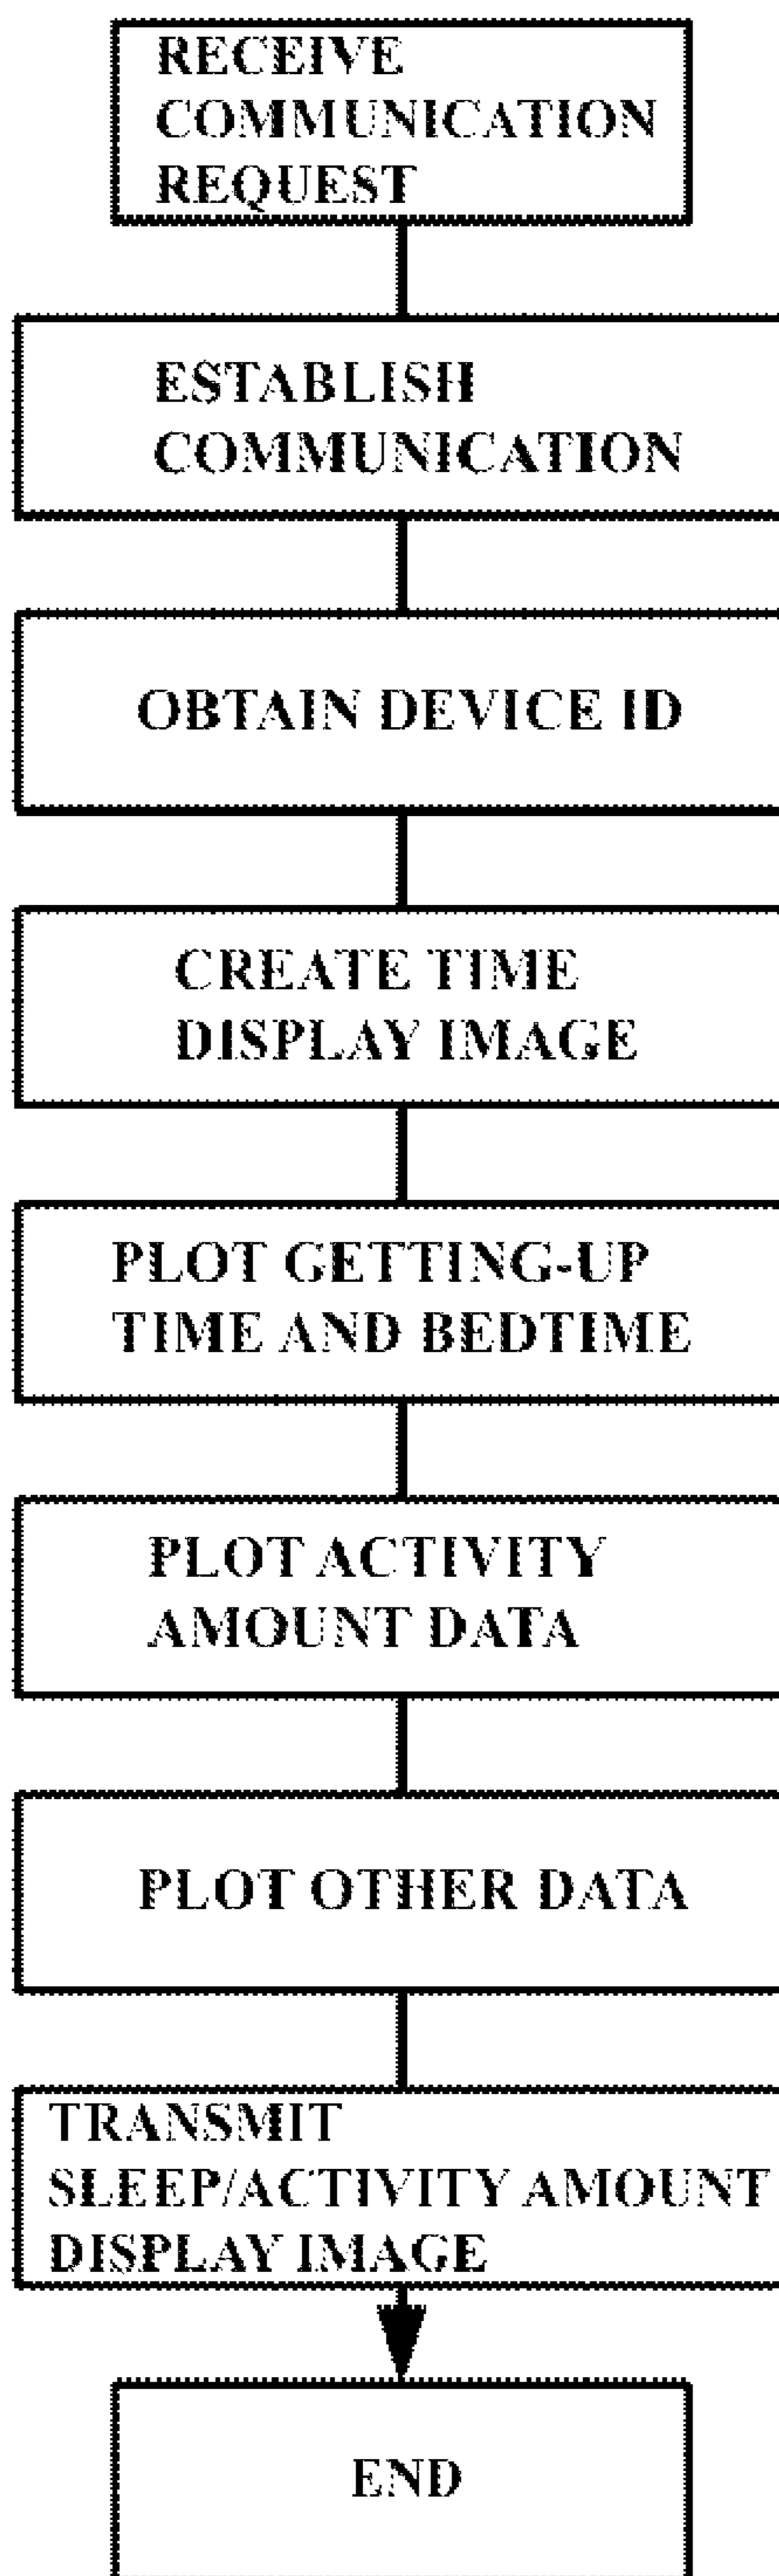 RECEIVE
COMMUNICATION
REQUEST
ESTABLISH
COMMUNICATION
OBTAIN DEVICE ID
CREATE TIME
DISPLAY IMAGE
PLOT GETTING-UP
TIME AND BEDTIME
PLOT ACTIVITY
AMOUNT DATA
PLOT OTHER DATA
TRANSMIT
SLEEP/ACTIVITY AMOUNT
DISPLAY IMAGE
END